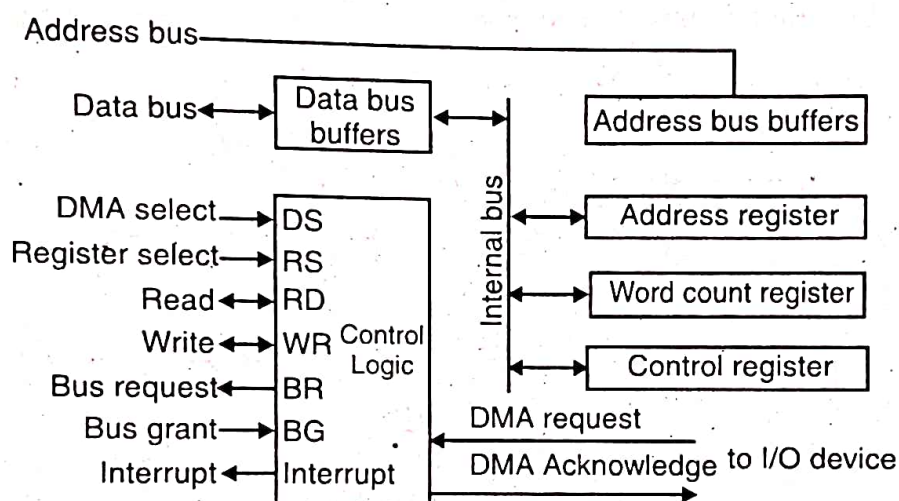 Address bus
Data bus
Data bus
buffers
Address bus buffers
Internal bus
DMA select
DS
Address register
Register select
RS
Read
RD
Word count register
Write
WR
Control
Logic
Bus request
BR
Control register
Bus grant
BG
DMA request
Interrupt
Interrupt
DMA Acknowledge
to I/O device